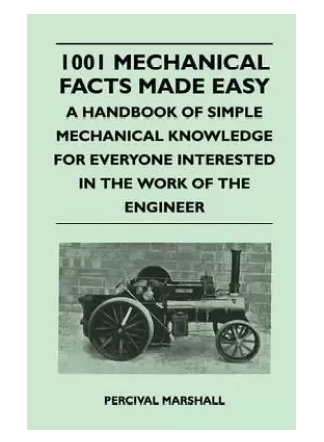 1001 MECHANICAL
FACTS MADE EASY
A HANDBOOK OF SIMPLE
MECHANICAL KNOWLEDGE
FOR EVERYONE INTERESTED
IN THE WORK OF THE
ENGINEER
PERCIVAL MARSHALL